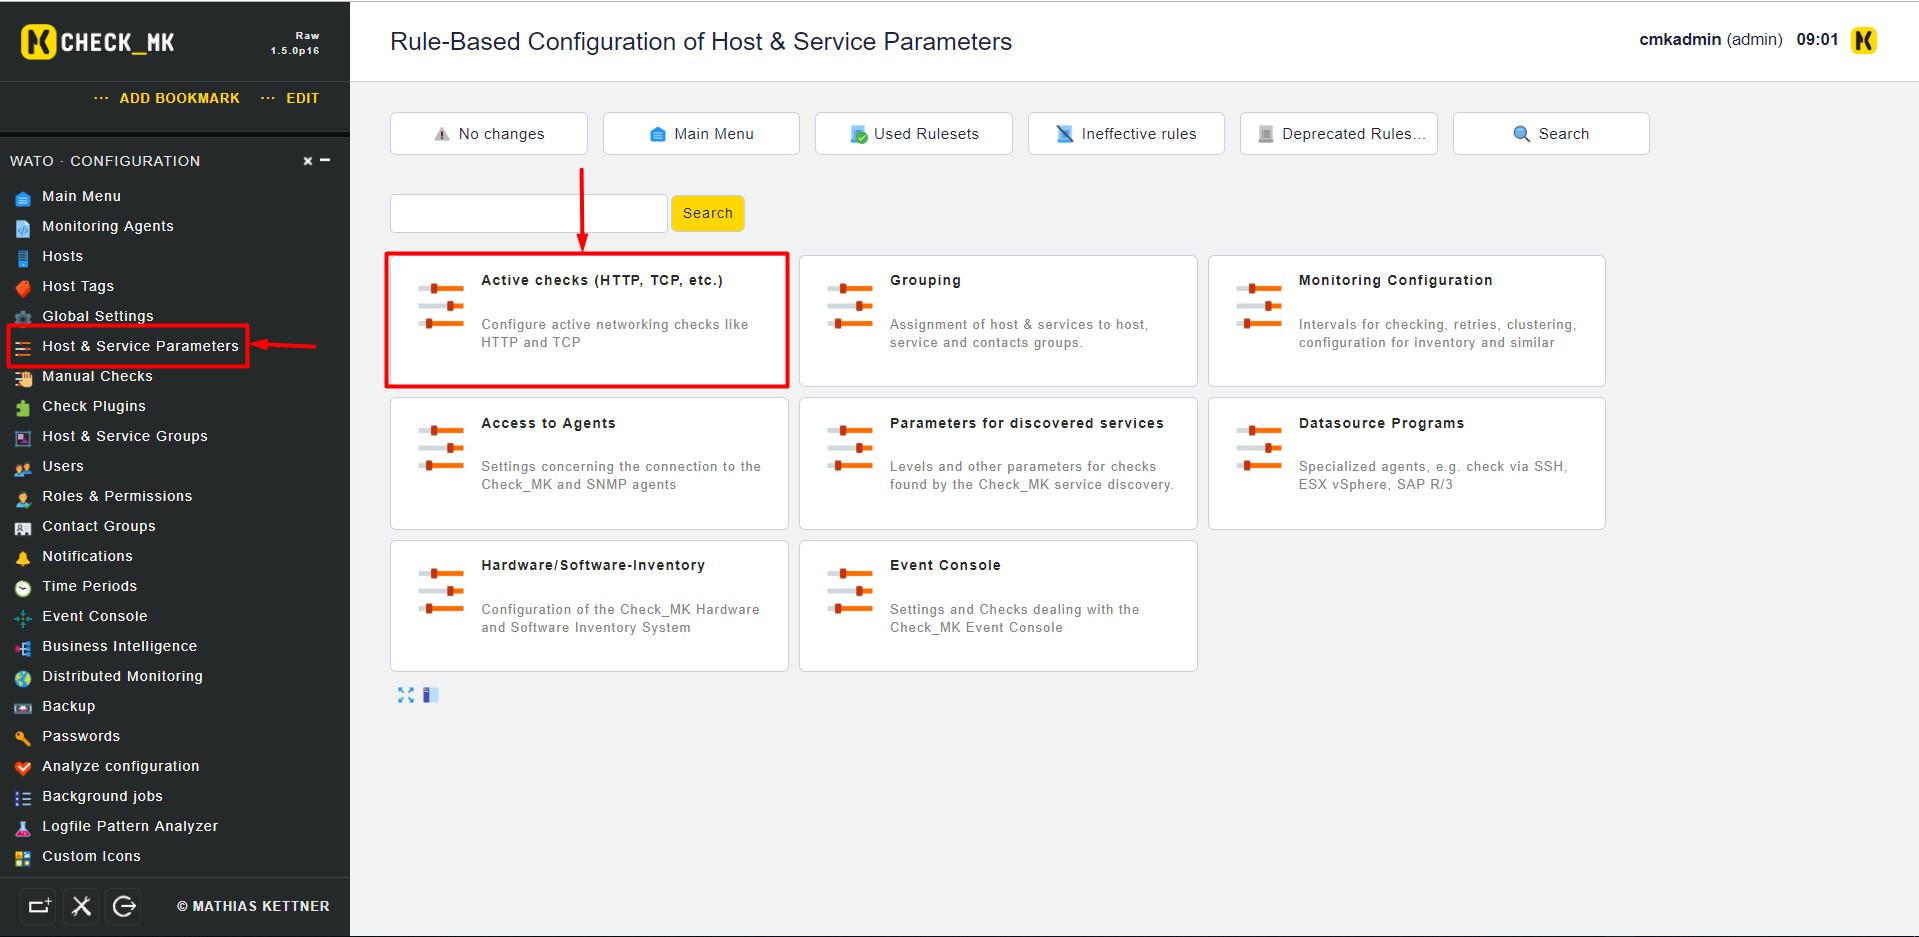 CHECK_MK
Raw
1.5.0p16
Rule-Based Configuration of Host & Service Parameters
cmkadmin (admin) 09:01
··· ADD BOOKMARK ··· EDIT
WATO · CONFIGURATION
Main Menu
Monitoring Agents
Hosts
Host Tags
Global Settings
Host & Service Parameters
Manual Checks
Check Plugins
Host & Service Groups
Users
Roles & Permissions
Contact Groups
Notifications
Time Periods
Event Console
Business Intelligence
Distributed Monitoring
Backup
Passwords
Analyze configuration
Background jobs
Logfile Pattern Analyzer
Custom Icons
© MATHIAS KETTNER
No changes
Main Menu
Used Rulesets
Ineffective rules
Deprecated Rules...
Search
Search
Active checks (HTTP, TCP, etc.)
Configure active networking checks like
HTTP and TCP
Grouping
Assignment of host & services to host,
service and contacts groups.
Monitoring Configuration
Intervals for checking, retries, clustering,
configuration for inventory and similar
Access to Agents
Settings concerning the connection to the
Check_MK and SNMP agents
Parameters for discovered services
Levels and other parameters for checks
found by the Check_MK service discovery.
Datasource Programs
Specialized agents, e.g. check via SSH,
ESX vSphere, SAP R/3
Hardware/Software-Inventory
Configuration of the Check_MK Hardware
and Software Inventory System
Event Console
Settings and Checks dealing with the
Check_MK Event Console